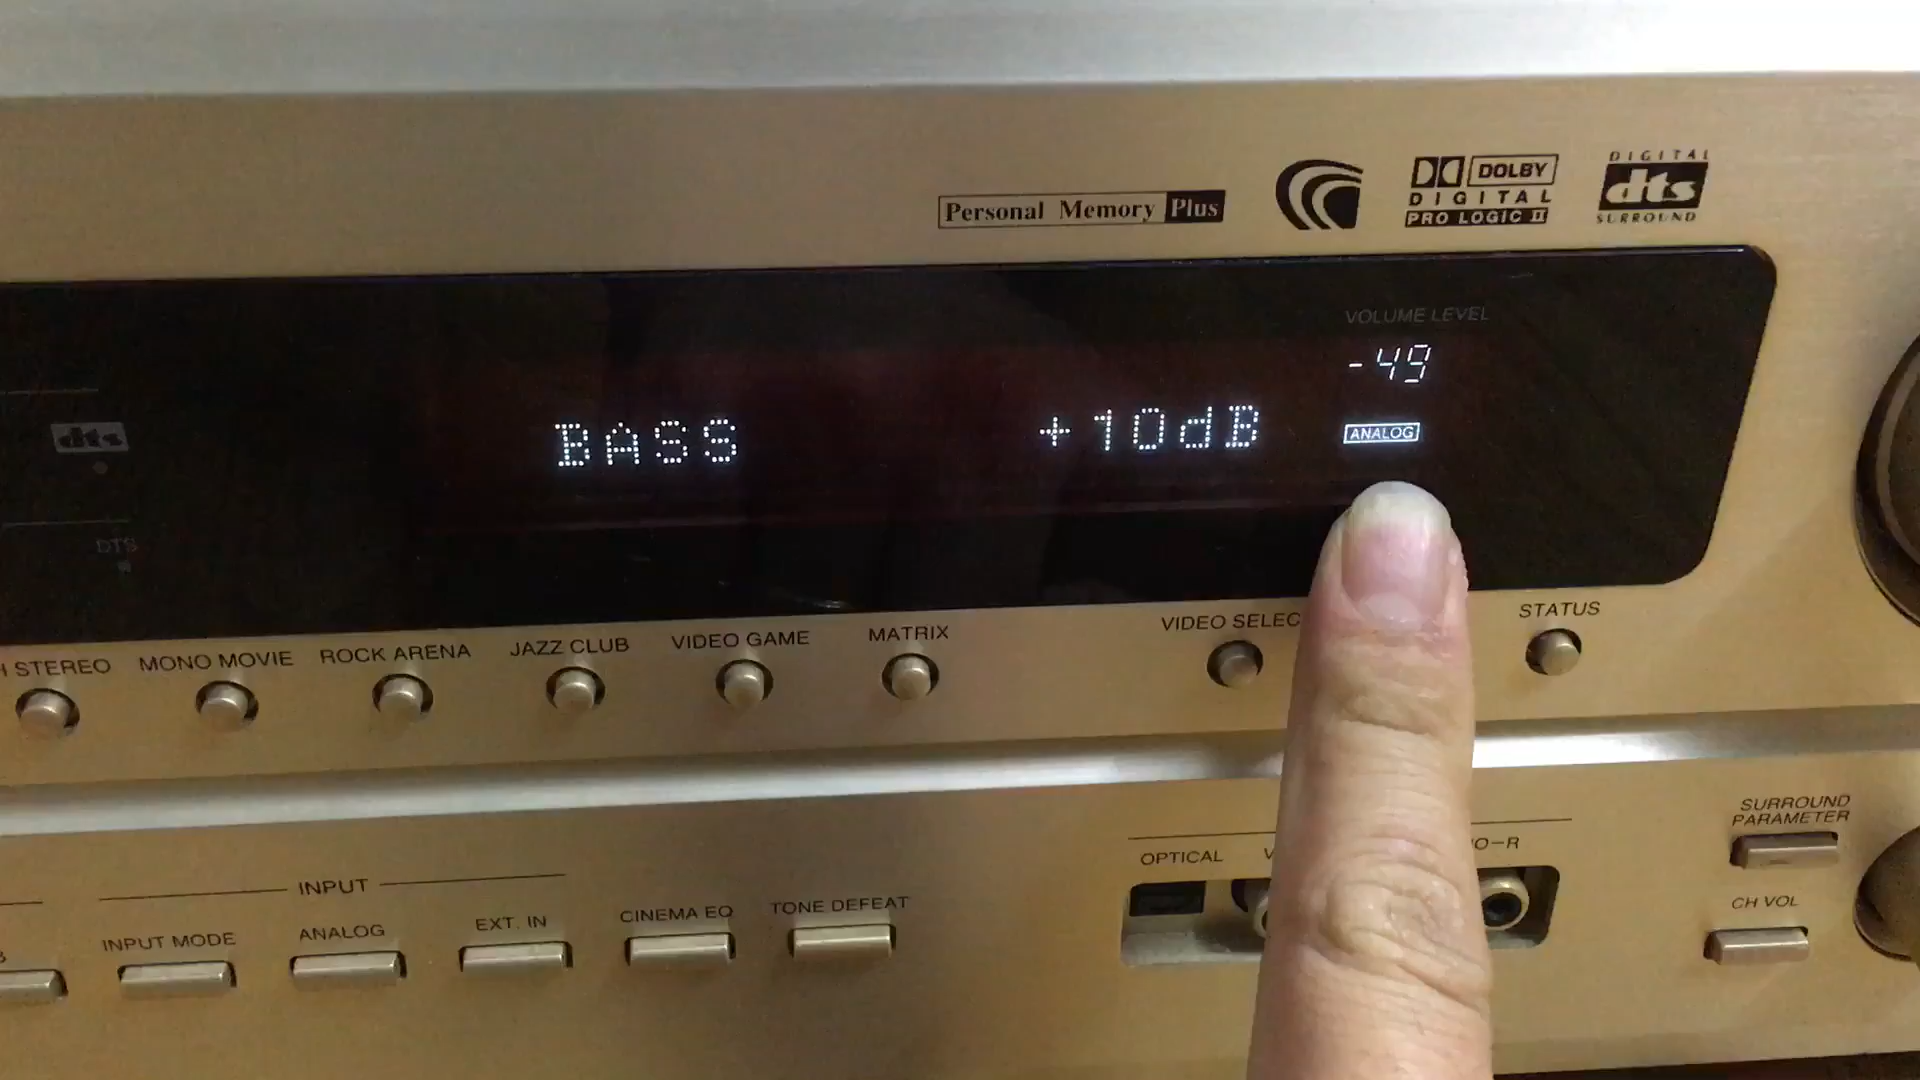 Personal Memory Plus
DOLBY
DIGITAL
PRO LOGIC II
DIGITAL
dts
SURROUND
VOLUME LEVEL
-49
BASS +10dB
ANALOG
dts
DTS
STEREO
MONO MOVIE
ROCK ARENA
JAZZ CLUB
VIDEO GAME
MATRIX
VIDEO SELEC
STATUS
INPUT
INPUT MODE
ANALOG
EXT. IN
CINEMA EQ
TONE DEFEAT
OPTICAL
V
O-R
SURROUND
PARAMETER
CH VOL